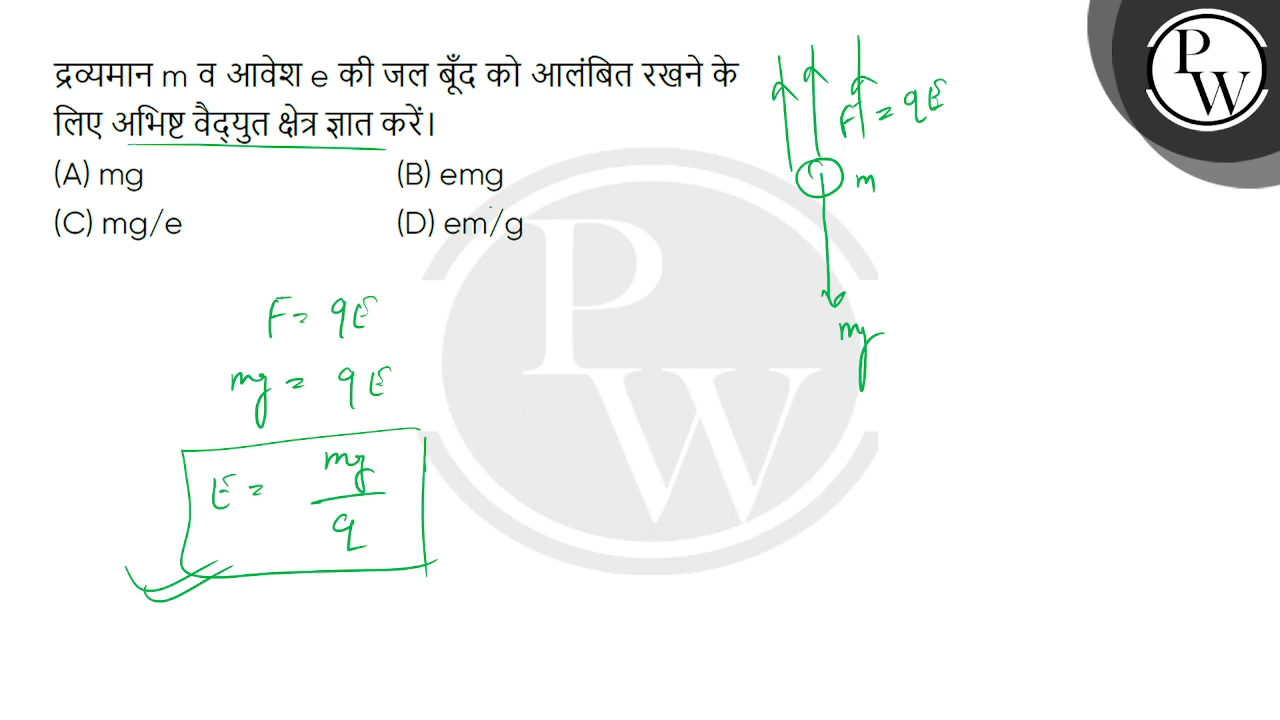 द्रव्यमान m व आवेश e की जल बूँद को आलंबित रखने के
लिए अभिष्ट वैद्युत क्षेत्र ज्ञात करें।
(A) mg
(B) emg
(C) mg/e
(D) em/g
F = qE
m
mg
F = qE
mg = qE
E = mg/q
P
W
P
W